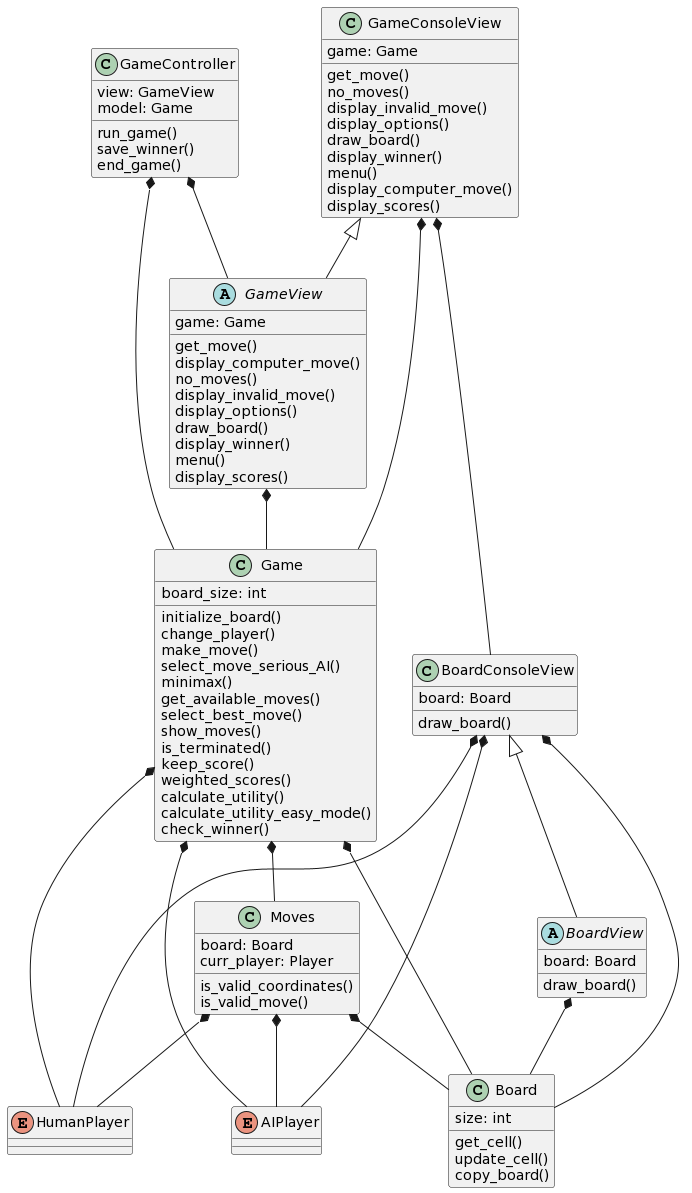 C GameConsoleView
game: Game
get_move()
no_moves()
display_invalid_move()
display_options()
draw_board()
display_winner()
menu()
display_computer_move()
display_scores()
C GameController
view: GameView
model: Game
run_game()
save_winner()
end_game()
A GameView
game: Game
get_move()
display_computer_move()
no_moves()
display_invalid_move()
display_options()
draw_board()
display_winner()
menu()
display_scores()
C Game
board_size: int
initialize_board()
change_player()
make_move()
select_move_serious_AI()
minimax()
get_available_moves()
select_best_move()
show_moves()
is_terminated()
keep_score()
weighted_scores()
calculate_utility()
calculate_utility_easy_mode()
check_winner()
C BoardConsoleView
board: Board
draw_board()
C Moves
board: Board
curr_player: Player
is_valid_coordinates()
is_valid_move()
A BoardView
board: Board
draw_board()
E HumanPlayer
E AIPlayer
C Board
size: int
get_cell()
update_cell()
copy_board()